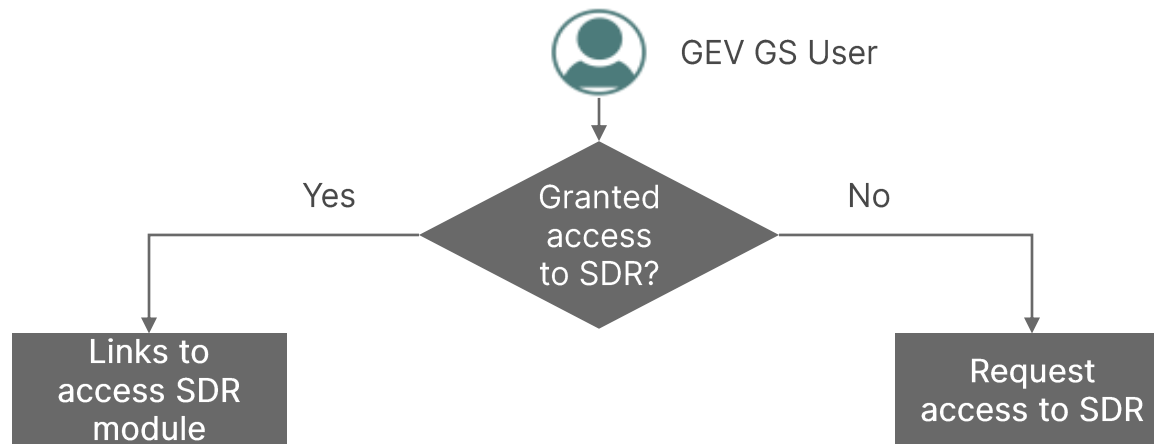 GEV GS User
Yes
No
Granted
access
to SDR?
Links to
access SDR
module
Request
access to SDR